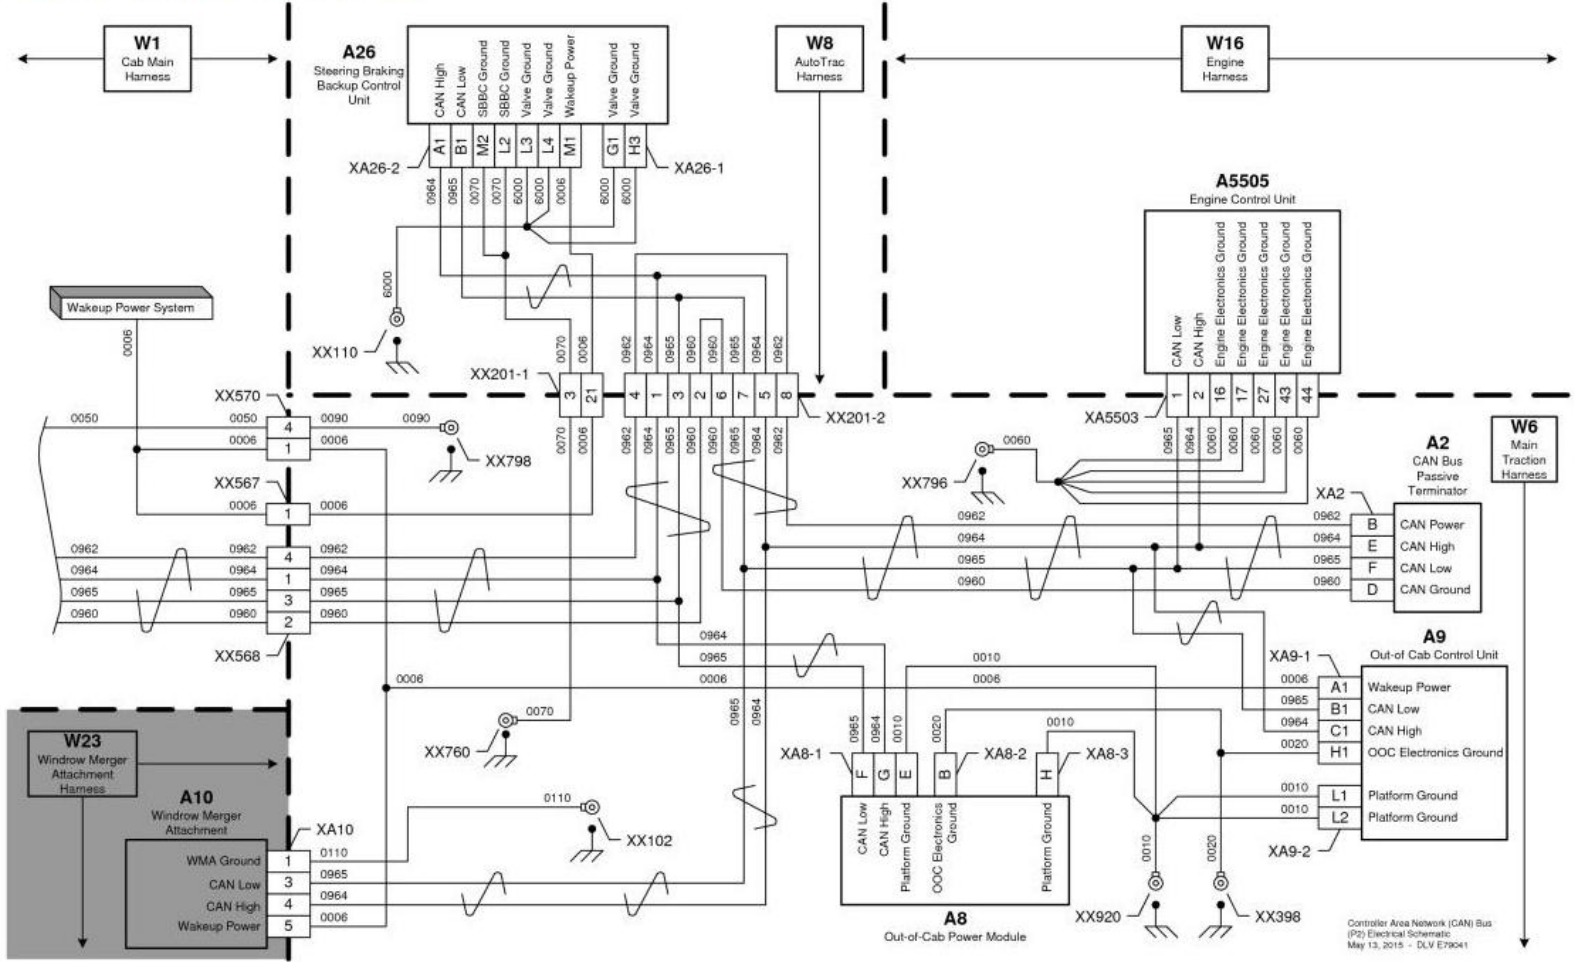 W1
Cab Main
Harness
A26
Steering Braking
Backup Control
Unit
CAN High
CAN Low
SBBC Ground
SBBC Ground
Valve Ground
Valve Ground
Wakeup Power
Valve Ground
Valve Ground
A1
B1
M2
L2
L3
L4
M1
G1
H3
XA26-2
XA26-1
0964
0965
0070
0070
6000
6000
0006
6000
6000
W8
AutoTrac
Harness
W16
Engine
Harness
A5505
Engine Control Unit
CAN Low
CAN High
Engine Electronics Ground
Engine Electronics Ground
Engine Electronics Ground
Engine Electronics Ground
Engine Electronics Ground
1
2
16
17
27
43
44
XA5503
0965
0964
0060
0060
0060
0060
0060
Wakeup Power System
0006
6000
XX110
XX201-1
0070
0006
3
21
0070
0006
0962
0964
0965
0960
0960
0965
0964
0962
4
1
3
2
6
7
5
8
XX201-2
0962
0964
0965
0960
0960
0965
0964
0962
XX570
0050
0050
4
0090
0090
0006
1
0006
XX798
XX567
0006
1
0006
0962
0962
4
0962
0964
0964
1
0964
0965
0965
3
0965
0960
0960
2
0960
XX568
0060
XX796
W6
Main
Traction
Harness
A2
CAN Bus
Passive
Terminator
XA2
0962
0962
B
CAN Power
0964
0964
E
CAN High
0965
0965
F
CAN Low
0960
0960
D
CAN Ground
A9
Out-of Cab Control Unit
XA9-1
0006
A1
Wakeup Power
0965
B1
CAN Low
0964
C1
CAN High
0020
H1
OOC Electronics Ground
0010
L1
Platform Ground
0010
L2
Platform Ground
XA9-2
0964
0965
0010
0006
0006
0006
0070
XX760
0965
0964
0965
0964
0010
0020
0010
XA8-1
F
G
E
B
XA8-2
H
XA8-3
CAN Low
CAN High
Platform Ground
OOC Electronics
Ground
Platform Ground
A8
Out-of-Cab Power Module
0010
0020
XX920
XX398
W23
Windrow Merger
Attachment
Harness
A10
Windrow Merger
Attachment
XA10
WMA Ground
1
0110
CAN Low
3
0965
CAN High
4
0964
Wakeup Power
5
0006
0110
XX102
Controller Area Network (CAN) Bus
(P2) Electrical Schematic
May 13, 2015 - DLV E79041